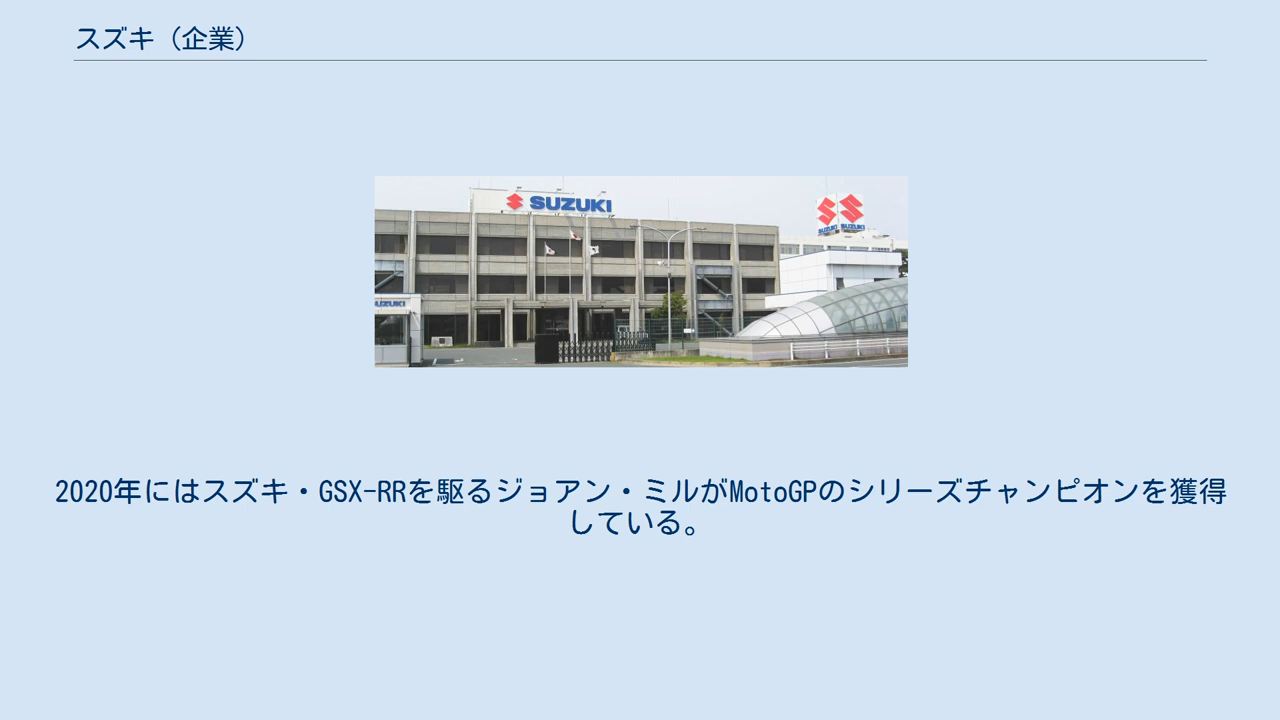 スズキ（企業）
SUZUKI
SUZUKI SUZUKI
SUZUKI
2020年にはスズキ・GSX-RRを駆るジョアン・ミルがMotoGPのシリーズチャンピオンを獲得
している。